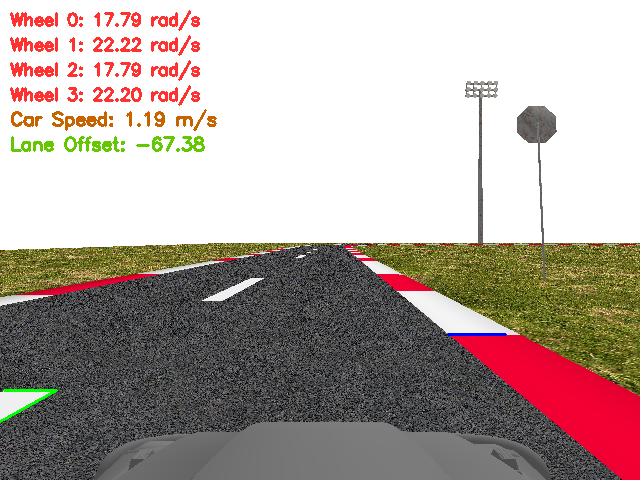 Wheel 0: 17.79 rad/s
Wheel 1: 22.22 rad/s
Wheel 2: 17.79 rad/s
Wheel 3: 22.20 rad/s
Car Speed: 1.19 m/s
Lane Offset: -67.38